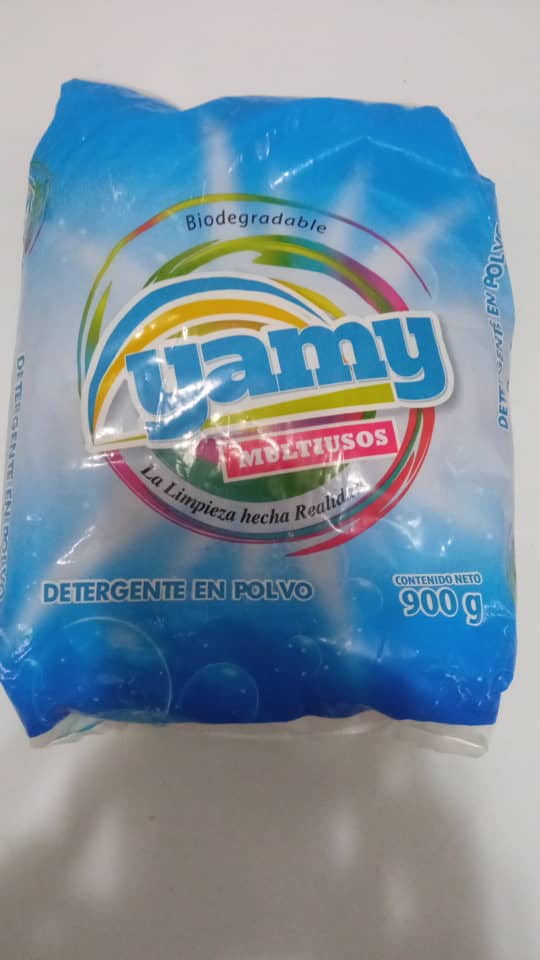 Biodegradable
yamy
MULTIUSOS
La Limpieza hecha Realidad
DETERGENTE EN POLVO
CONTENIDO NETO
900 g
DETERGENTE EN POLVO
DETERGENTE EN POLVO